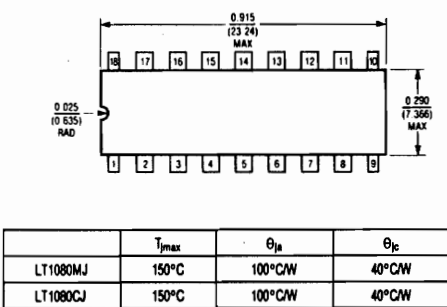 0.915
(23 24)
MAX
18 17 16 15 14 13 12 11 10
0 025
(0 635)
RAD
0 290
(7.366)
MAX
1 2 3 4 5 6 7 8 9
Tjmax θja θjc
LT1080MJ 150°C 100°C/W 40°C/W
LT1080CJ 150°C 100°C/W 40°C/W